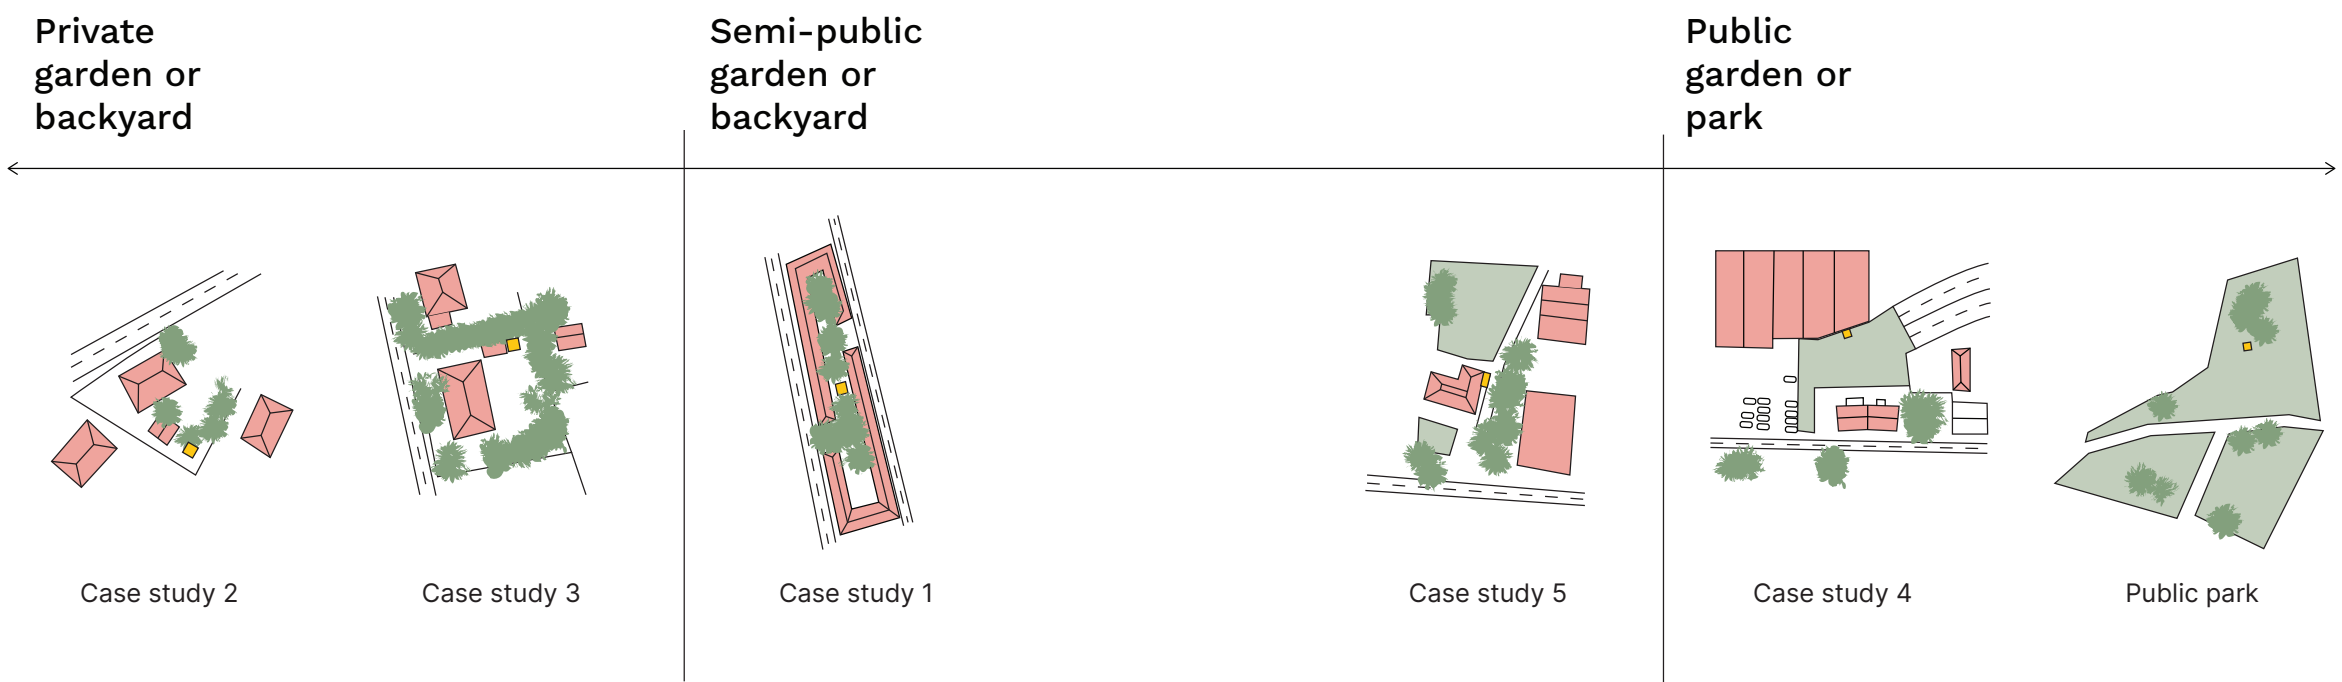 Private
garden or
backyard
Semi-public
garden or
backyard
Public
garden or
park
Case study 2
Case study 3
Case study 1
Case study 5
Case study 4
Public park